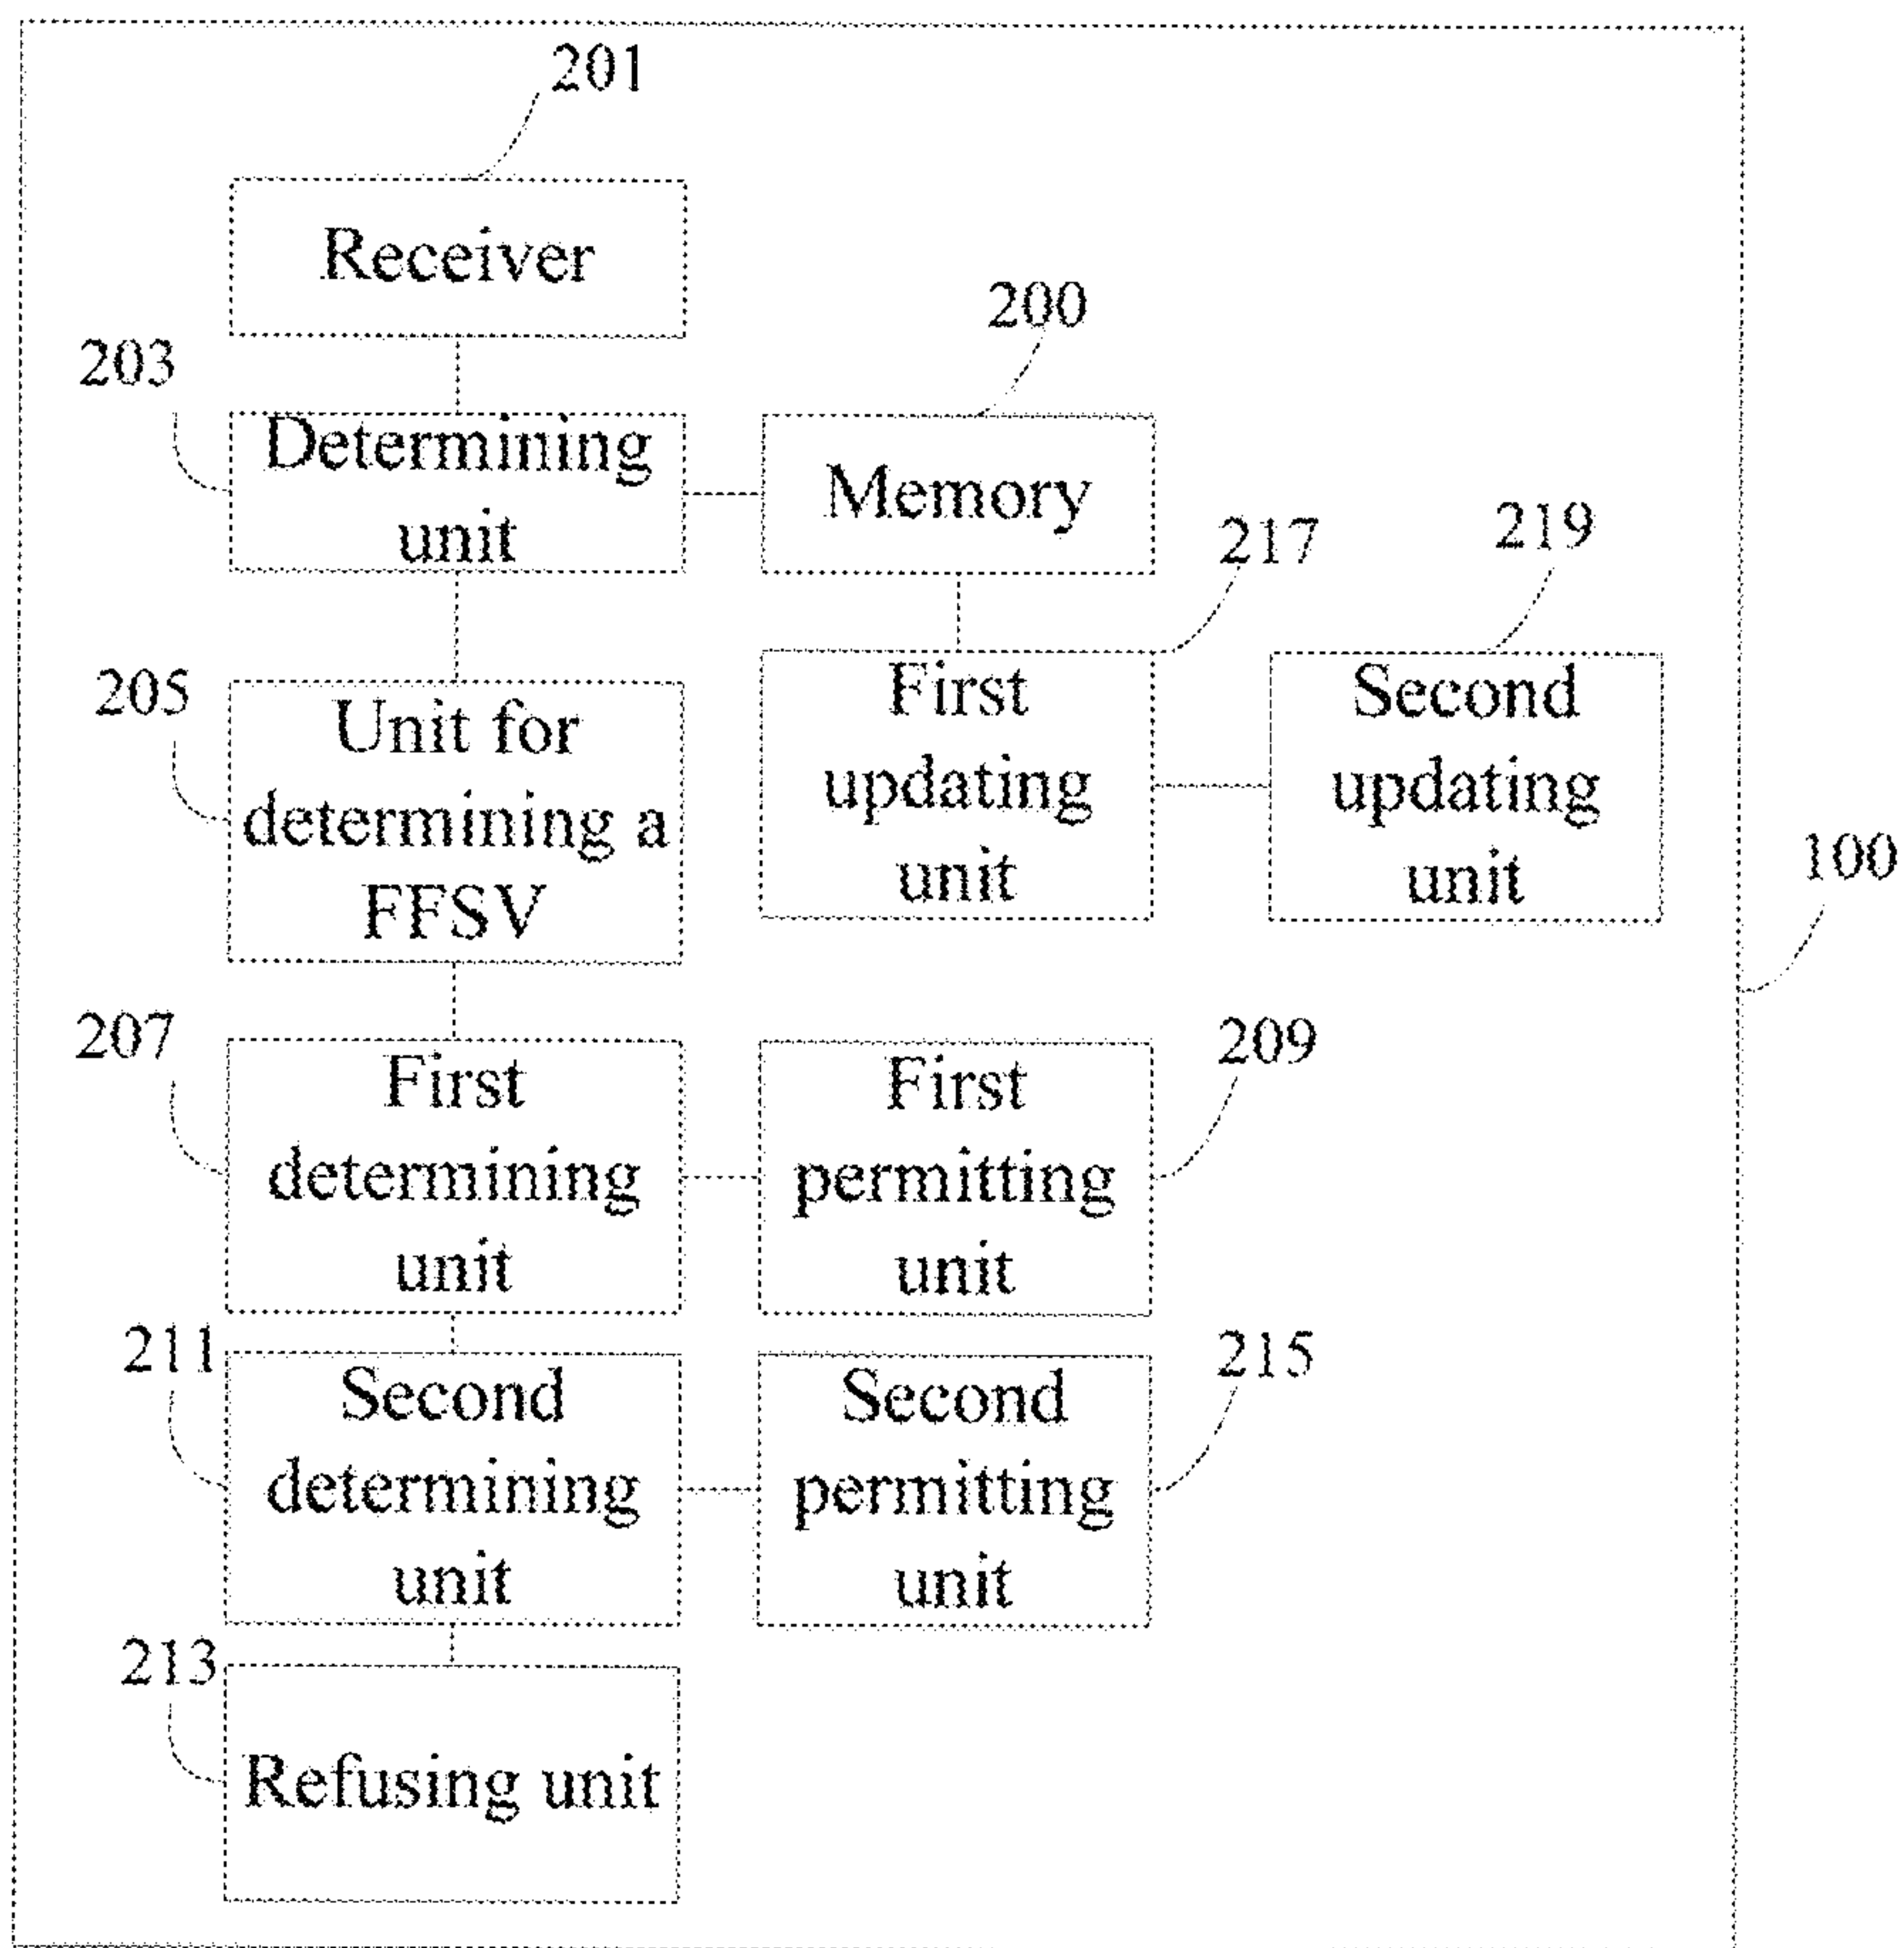 201
Receiver
200
203
Determining
unit
Memory
217
219
205
Unit for
determining a
FFSV
First
updating
unit
Second
updating
unit
100
207
First
determining
unit
First
permitting
unit
209
211
Second
determining
unit
Second
permitting
unit
215
213
Refusing unit